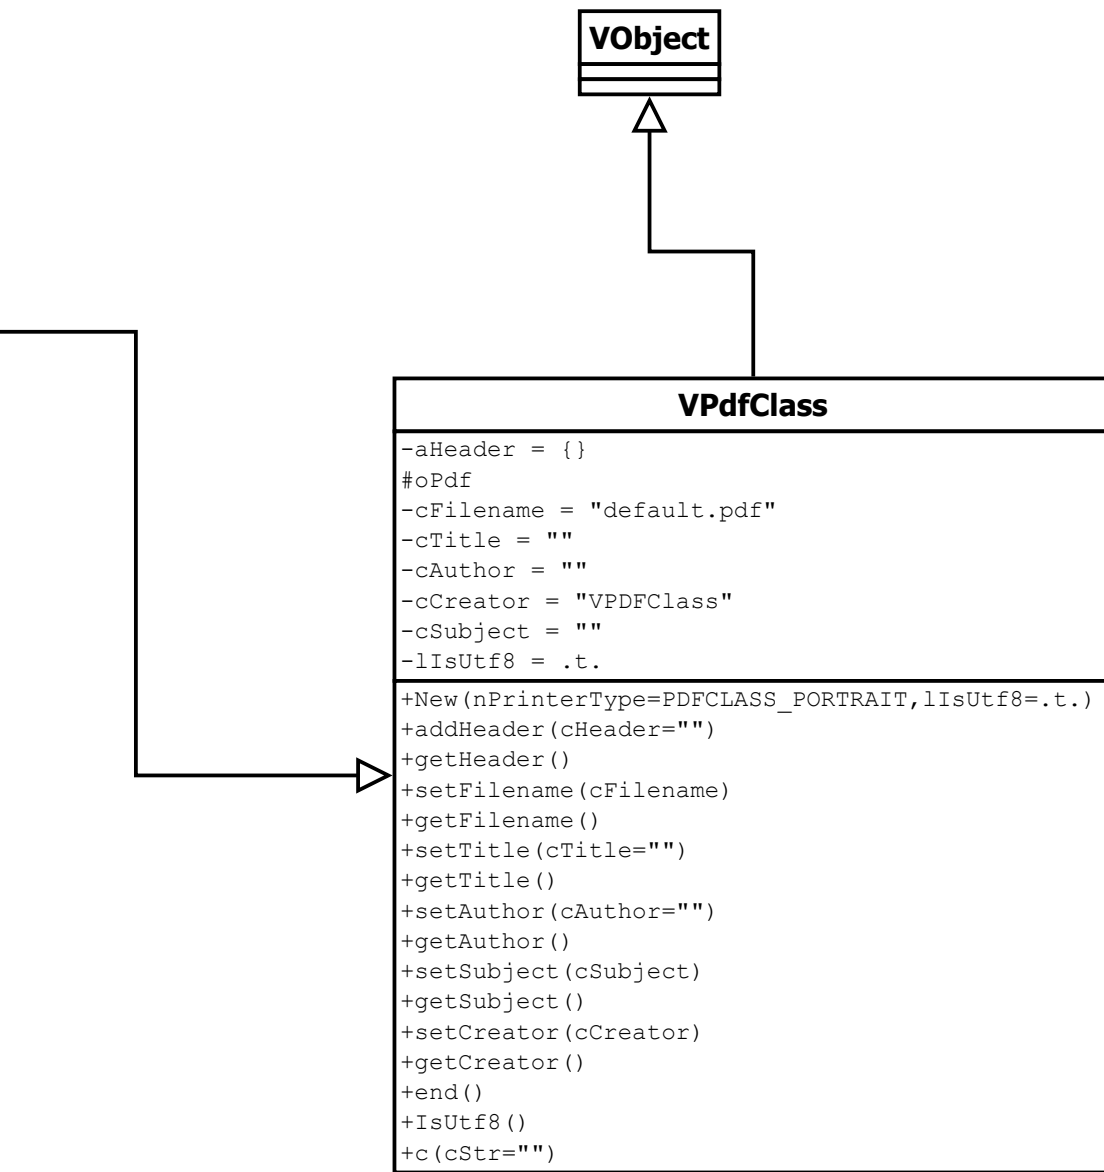 VObject
VPdfClass
-aHeader = {}
#oPdf
-cFilename = "default.pdf"
-cTitle = ""
-cAuthor = ""
-cCreator = "VPDFClass"
-cSubject = ""
-lIsUtf8 = .t.
+New(nPrinterType=PDFCLASS_PORTRAIT,lIsUtf8=.t.)
+addHeader(cHeader="")
+getHeader()
+setFilename(cFilename)
+getFilename()
+setTitle(cTitle="")
+getTitle()
+setAuthor(cAuthor="")
+getAuthor()
+setSubject(cSubject)
+getSubject()
+setCreator(cCreator)
+getCreator()
+end()
+IsUtf8()
+c(cStr="")